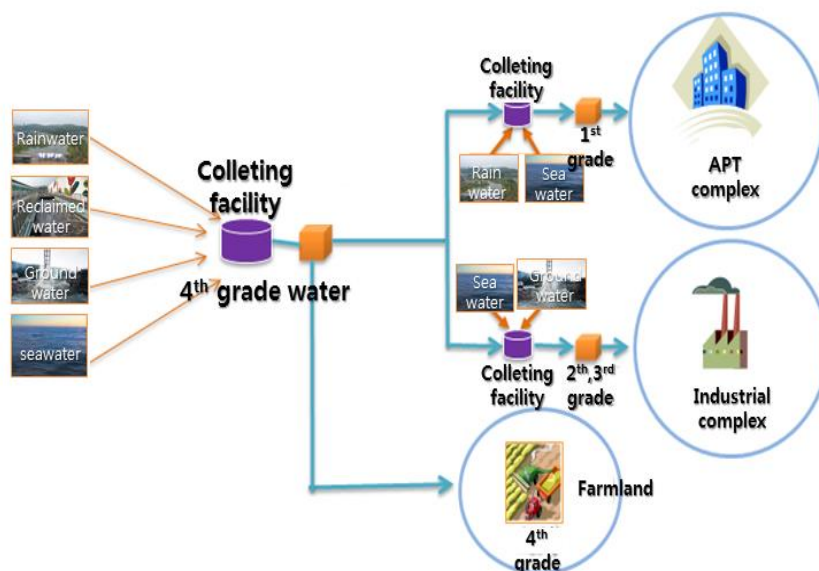 Rainwater
Reclaimed
water
Ground
water
seawater
Colleting
facility
4th grade water
Colleting
facility
Rain
water
Sea
water
1st
grade
APT
complex
Sea
water
Ground
water
Colleting
facility
2th,3rd
grade
Industrial
complex
Farmland
4th
grade